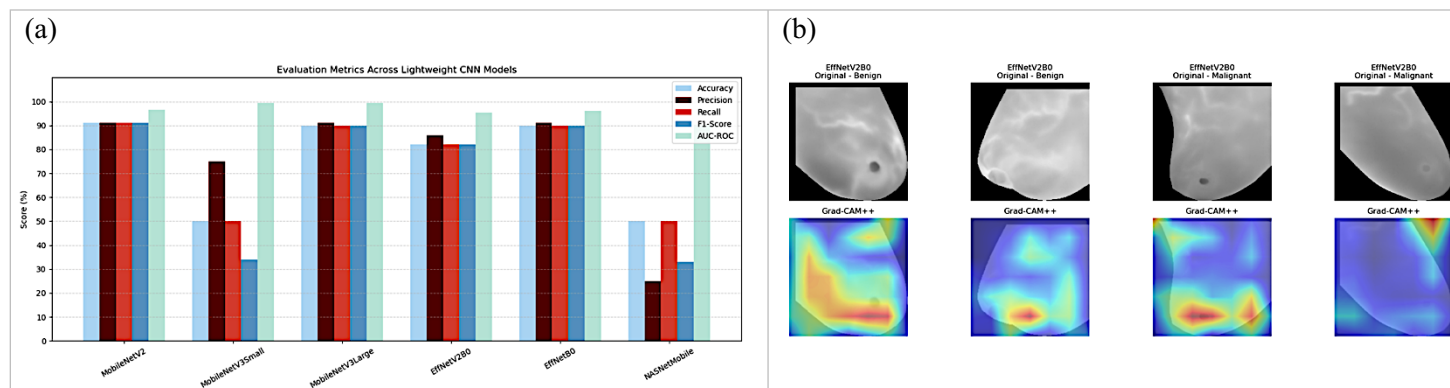 (a)
Evaluation Metrics Across Lightweight CNN Models
Accuracy
Precision
Recall
F1-Score
AUC-ROC
Score (%)
100
90
80
70
60
50
40
30
20
10
0
MobileNetV2
MobileNetV3Small
MobileNetV3Large
EffNetV2B0
EffNetB0
NASNetMobile
(b)
EffNetV2B0
Original - Benign
EffNetV2B0
Original - Benign
EffNetV2B0
Original - Malignant
EffNetV2B0
Original - Malignant
Grad-CAM++
Grad-CAM++
Grad-CAM++
Grad-CAM++